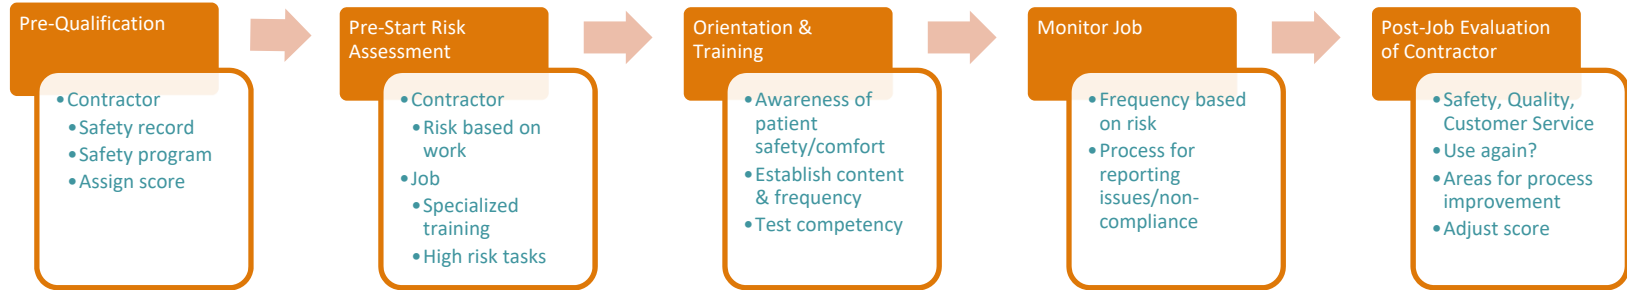 Pre-Qualification
• Contractor
• Safety record
• Safety program
• Assign score
Pre-Start Risk
Assessment
• Contractor
• Risk based on
work
• Job
• Specialized
training
• High risk tasks
Orientation &
Training
• Awareness of
patient
safety/comfort
• Establish content
& frequency
• Test competency
Monitor Job
• Frequency based
on risk
• Process for
reporting
issues/non-
compliance
Post-Job Evaluation
of Contractor
• Safety, Quality,
Customer Service
• Use again?
• Areas for process
improvement
• Adjust score